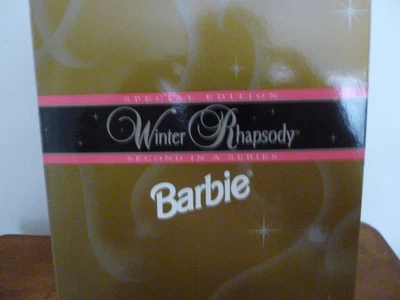 SPECIAL EDITION
Winter Rhapsody
SECOND IN A SERIES
Barbie®